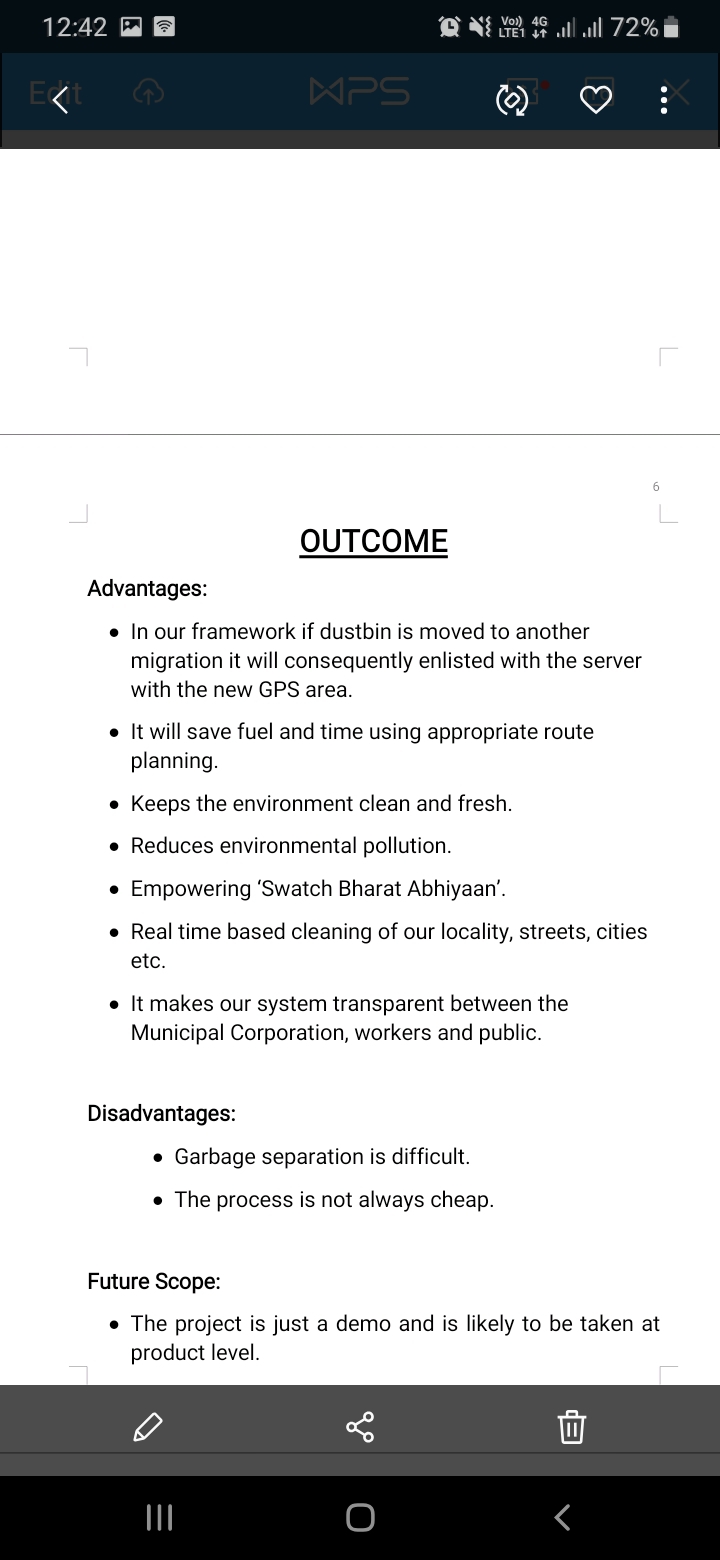 12:42
Vo)) 4G
LTE1
72%
Edit
WPS
6
OUTCOME
Advantages:
• In our framework if dustbin is moved to another
migration it will consequently enlisted with the server
with the new GPS area.
• It will save fuel and time using appropriate route
planning.
• Keeps the environment clean and fresh.
• Reduces environmental pollution.
• Empowering ‘Swatch Bharat Abhiyaan’.
• Real time based cleaning of our locality, streets, cities
etc.
• It makes our system transparent between the
Municipal Corporation, workers and public.
Disadvantages:
• Garbage separation is difficult.
• The process is not always cheap.
Future Scope:
• The project is just a demo and is likely to be taken at
product level.